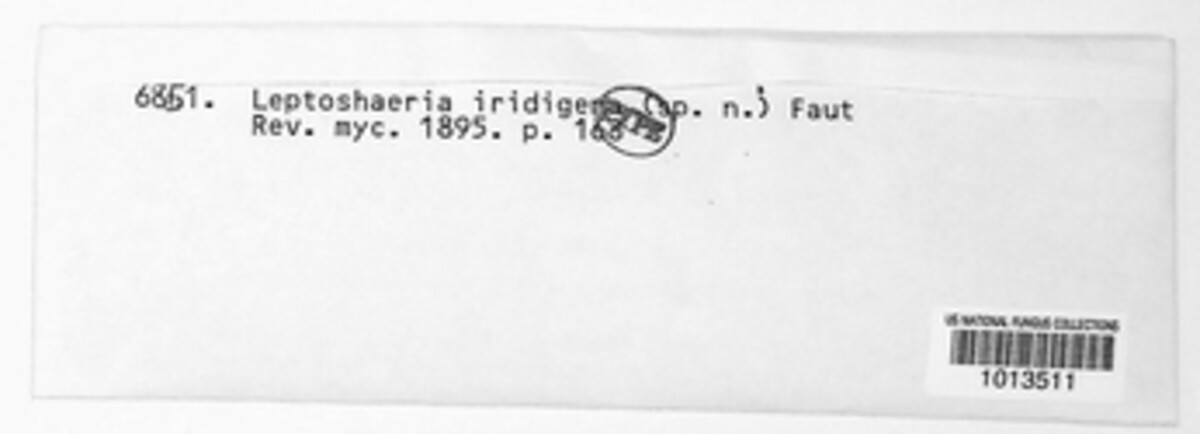 6851. Leptoshaeria iridigena (sp. n.) Faut
Rev. myc. 1895. p. 168
US NATIONAL FUNGUS COLLECTIONS
1013511